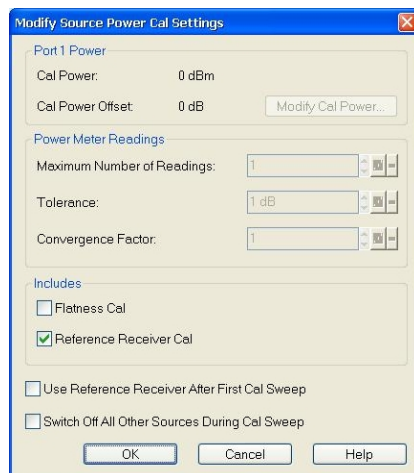 Modify Source Power Cal Settings
Port 1 Power
Cal Power: 0 dBm
Cal Power Offset: 0 dB Modify Cal Power...
Power Meter Readings
Maximum Number of Readings: 1
Tolerance: 1 dB
Convergence Factor: 1
Includes
Flatness Cal
Reference Receiver Cal
Use Reference Receiver After First Cal Sweep
Switch Off All Other Sources During Cal Sweep
OK Cancel Help